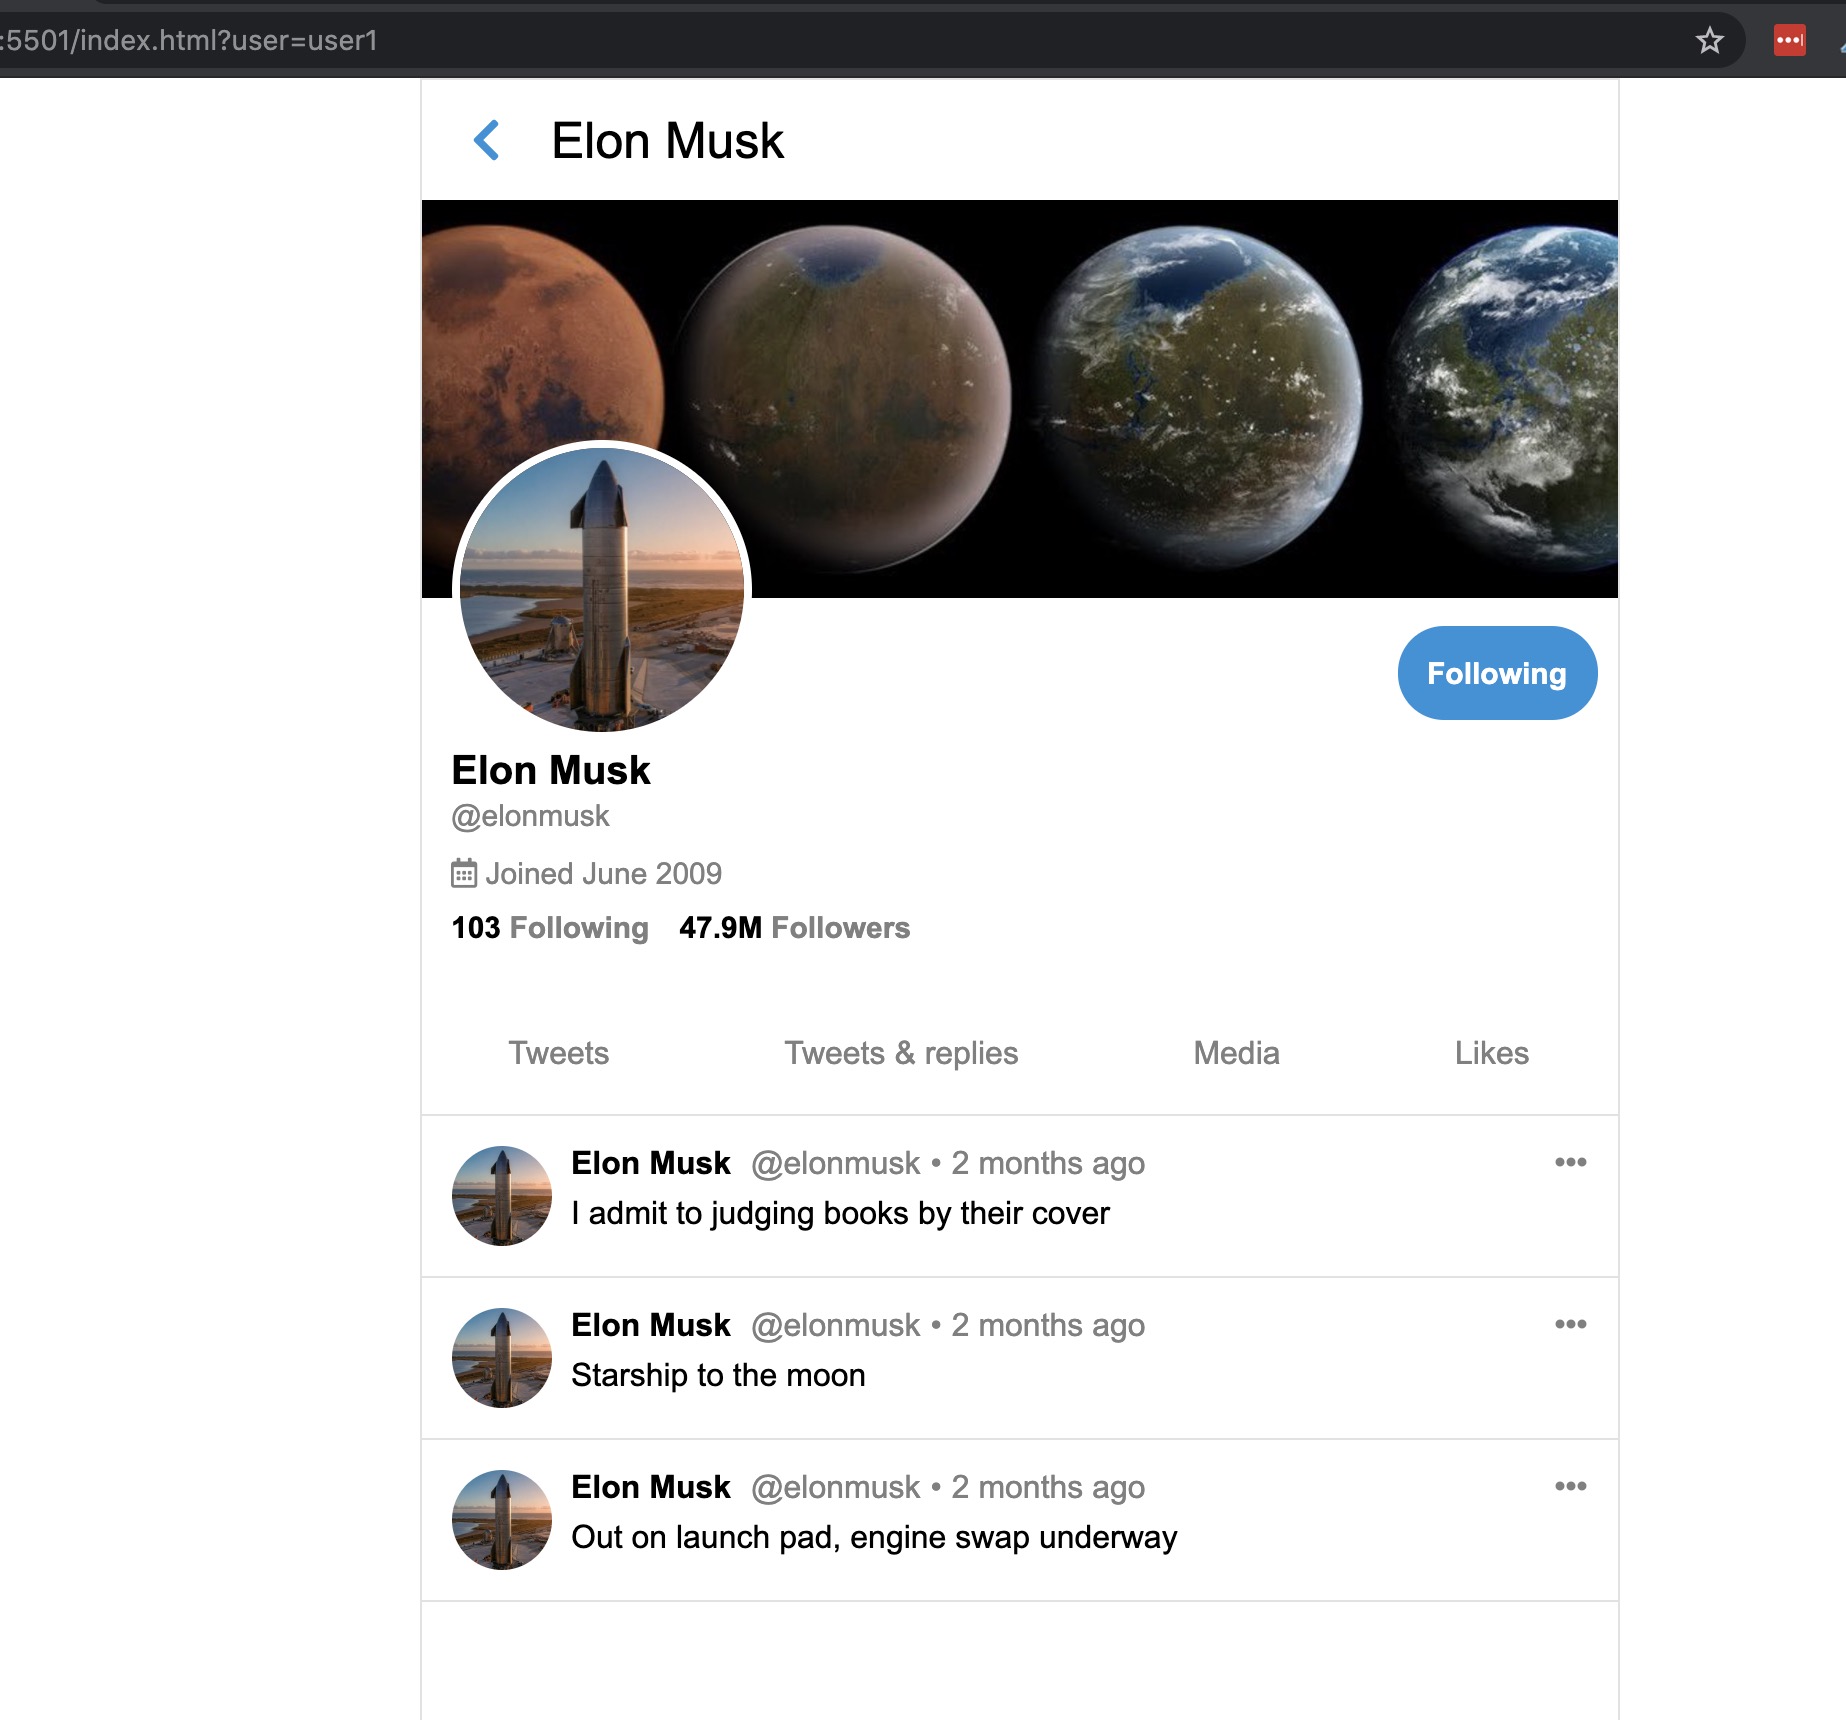 :5501/index.html?user=user1
Elon Musk
Following
Elon Musk
@elonmusk
Joined June 2009
103 Following 47.9M Followers
Tweets Tweets & replies Media Likes
Elon Musk @elonmusk • 2 months ago
I admit to judging books by their cover
Elon Musk @elonmusk • 2 months ago
Starship to the moon
Elon Musk @elonmusk • 2 months ago
Out on launch pad, engine swap underway